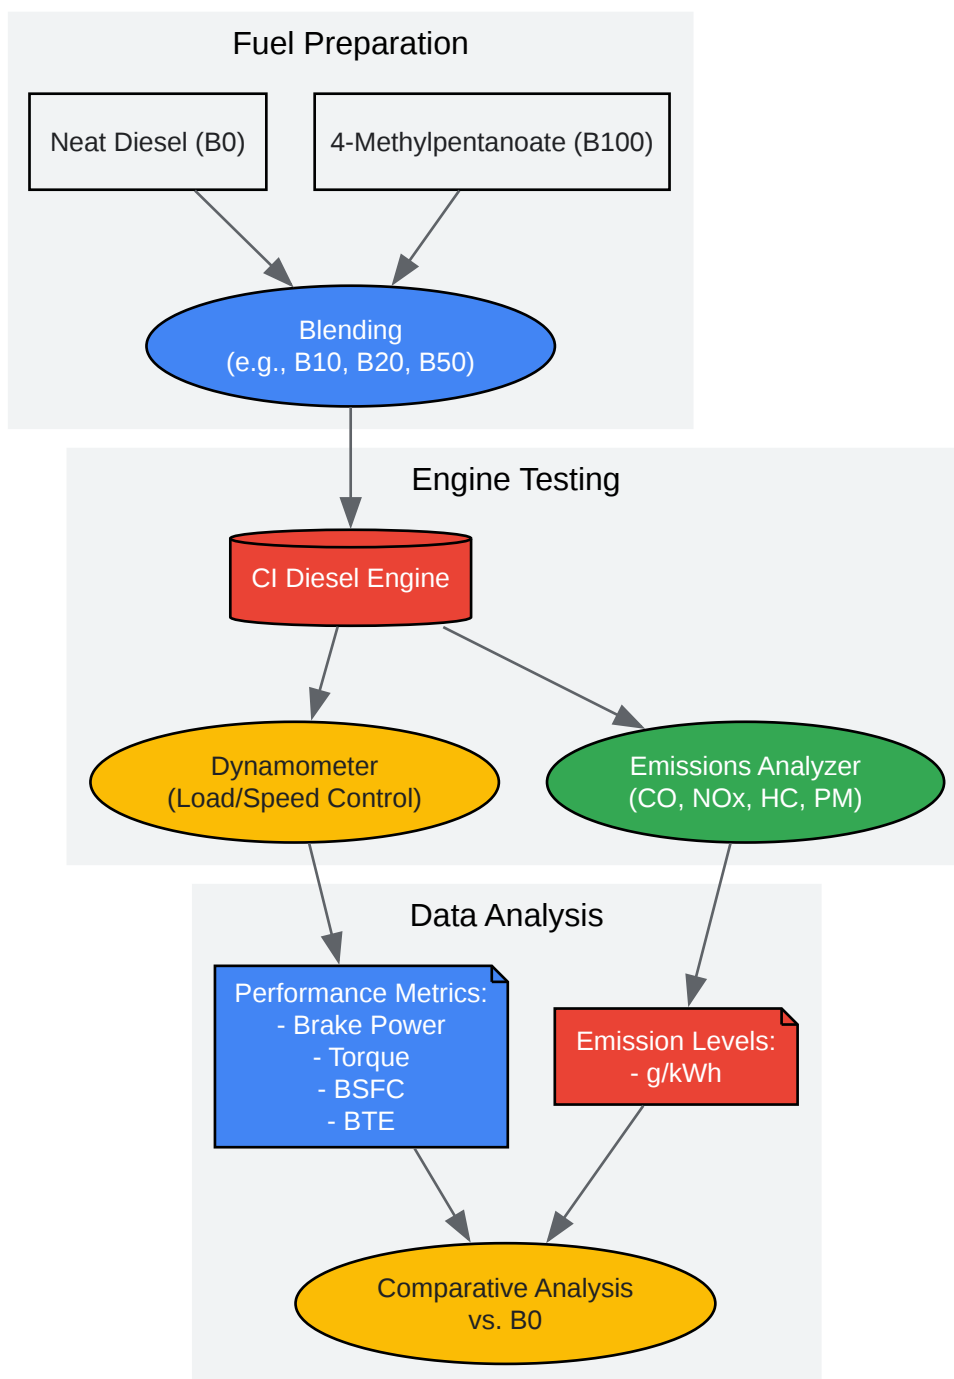 Fuel Preparation
Neat Diesel (B0)
4-Methylpentanoate (B100)
Blending
(e.g., B10, B20, B50)
Engine Testing
CI Diesel Engine
Dynamometer
(Load/Speed Control)
Emissions Analyzer
(CO, NOx, HC, PM)
Data Analysis
Performance Metrics:
- Brake Power
- Torque
- BSFC
- BTE
Emission Levels:
- g/kWh
Comparative Analysis
vs. B0